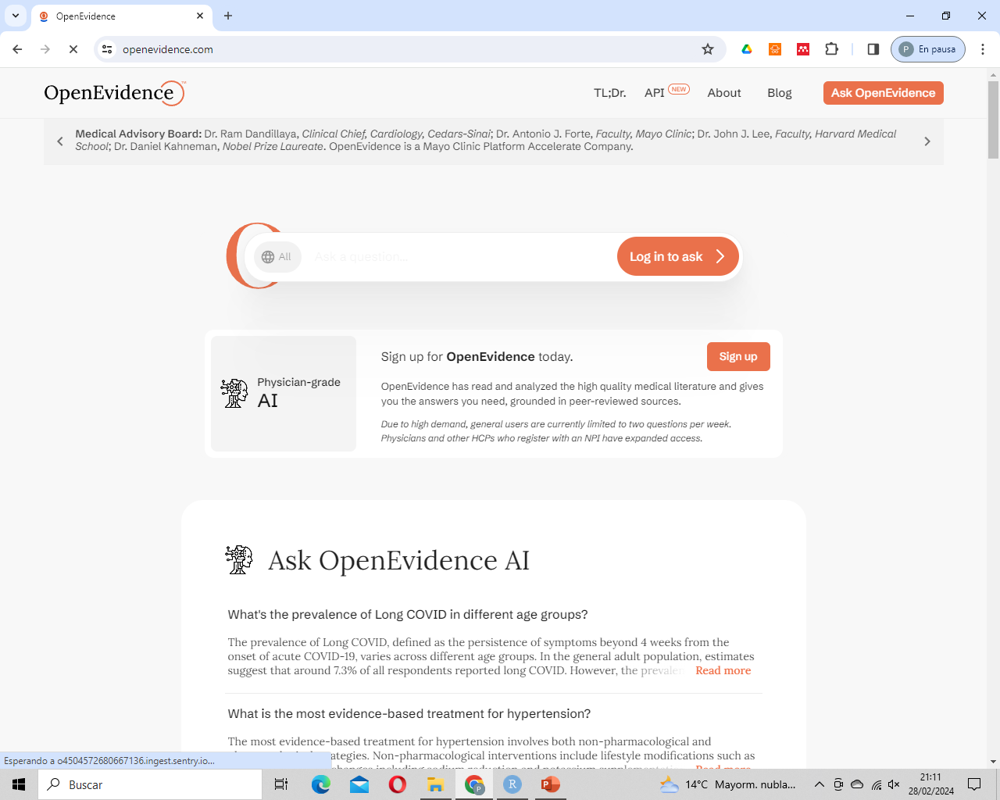 OpenEvidence
openevidence.com
P
En pausa
OpenEvidence™
TL;Dr.
API NEW
About
Blog
Ask OpenEvidence
Medical Advisory Board: Dr. Ram Dandillaya, Clinical Chief, Cardiology, Cedars-Sinai; Dr. Antonio J. Forte, Faculty, Mayo Clinic; Dr. John J. Lee, Faculty, Harvard Medical
School; Dr. Daniel Kahneman, Nobel Prize Laureate. OpenEvidence is a Mayo Clinic Platform Accelerate Company.
All
Ask a question...
Log in to ask
Physician-grade
AI
Sign up for OpenEvidence today.
Sign up
OpenEvidence has read and analyzed the high quality medical literature and gives
you the answers you need, grounded in peer-reviewed sources.
Due to high demand, general users are currently limited to two questions per week.
Physicians and other HCPs who register with an NPI have expanded access.
Ask OpenEvidence AI
What's the prevalence of Long COVID in different age groups?
The prevalence of Long COVID, defined as the persistence of symptoms beyond 4 weeks from the
onset of acute COVID-19, varies across different age groups. In the general adult population, estimates
suggest that around 7.3% of all respondents reported long COVID. However, the prevalen Read more
What is the most evidence-based treatment for hypertension?
The most evidence-based treatment for hypertension involves both non-pharmacological and
ategies. Non-pharmacological interventions include lifestyle modifications such as
Read more
Esperando a o4504572680667136.ingest.sentry.io...
Buscar
14°C Mayorm. nubla...
21:11
28/02/2024